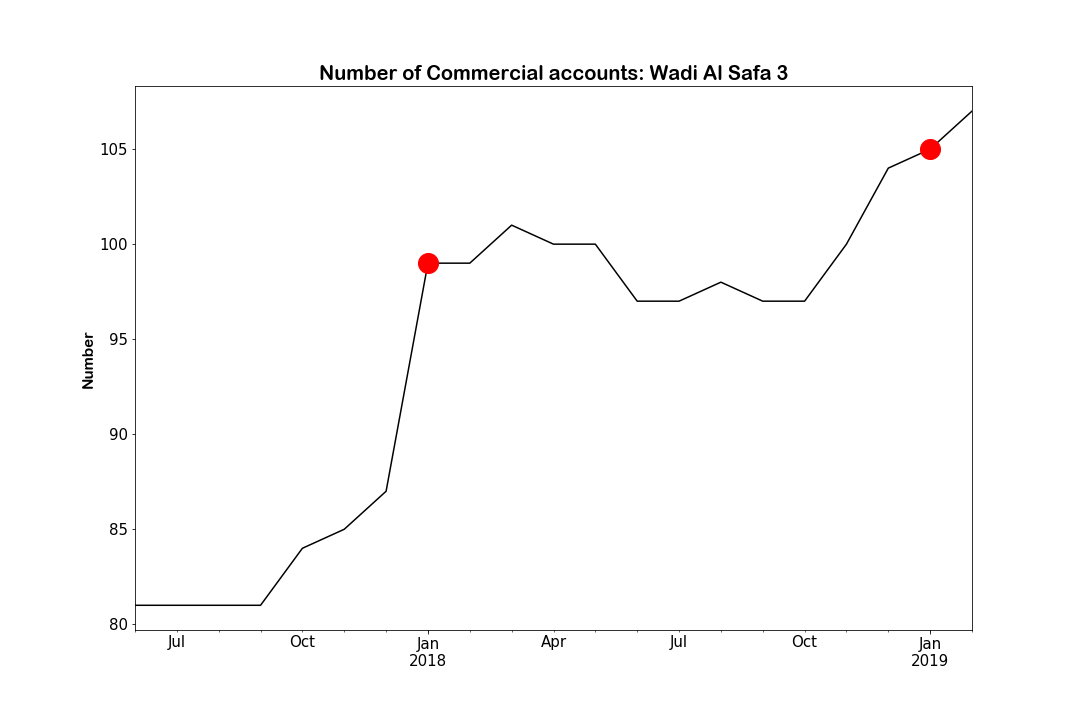 Number of Commercial accounts: Wadi Al Safa 3
Number
105
100
95
90
85
80
Jul
Oct
Jan
2018
Apr
Jul
Oct
Jan
2019